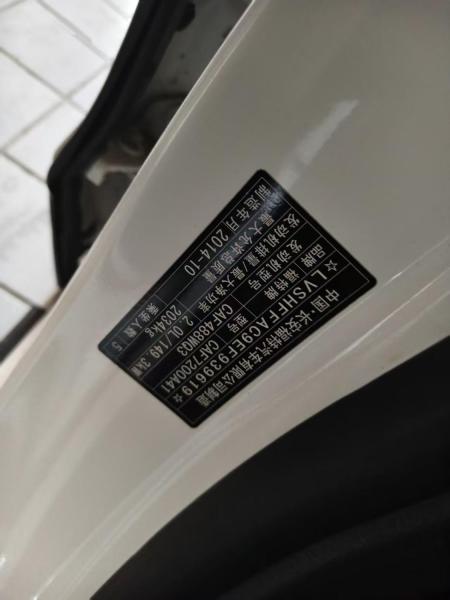 中国·长安福特汽车有限公司制造
☆LVSHFFAC09EF939619☆
品牌 福特牌 型号 CAF7200A41
发动机型号 CAF488WQ3
发动机排量/最大净功率 2.0L/149.3kW
最大允许总质量 2034kg
制造年月 2014-10 乘坐人数 5